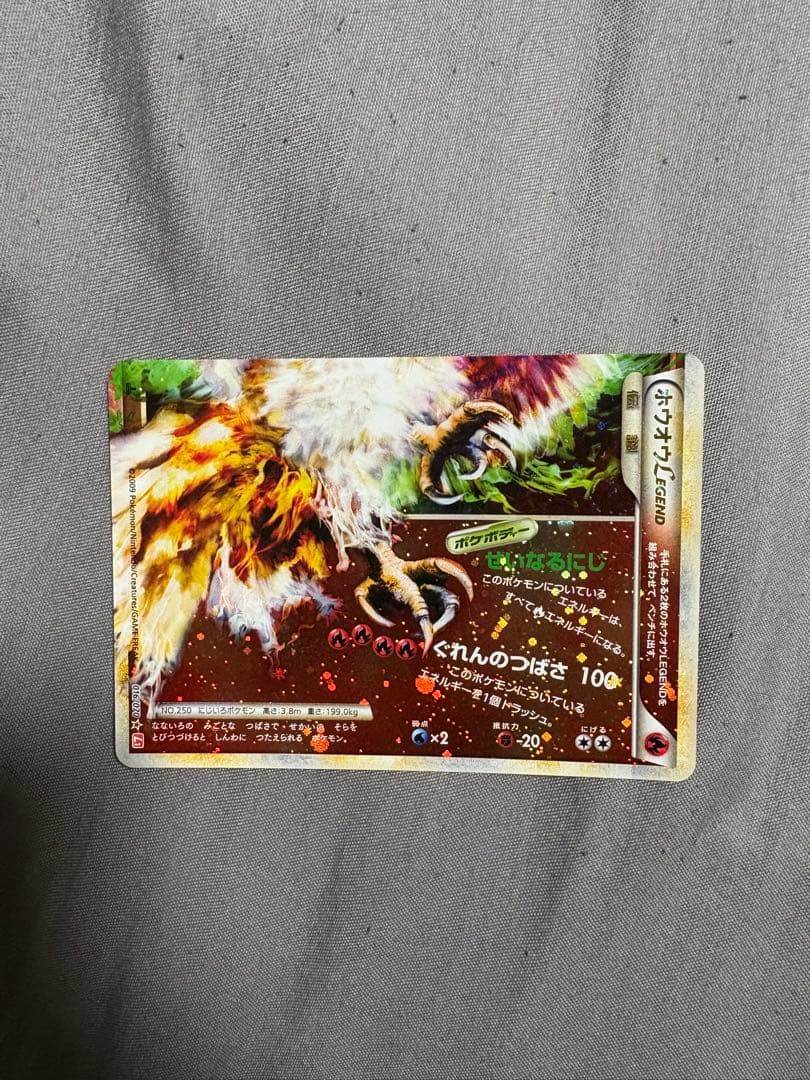 ホウオウLEGEND
伝説
手札にある2枚のホウオウLEGENDを
組み合わせて、ベンチに出す。
ポケボディー
せいなるにじ
このポケモンについている
エネルギーは、
すべて エネルギーになる。
ぐれんのつばさ 100
このポケモンについている
エネルギーを1個トラッシュ。
NO.250 にじいろポケモン 高さ:3.8m 重さ:199.0kg
なないろの みごとな つばさで せかいの そらを
とびつづけると しんわに つたえられる ポケモン。
弱点
×2
抵抗力
-20
にげる
©2009 Pokémon/Nintendo/Creatures/GAME FREAK
016/070
L1